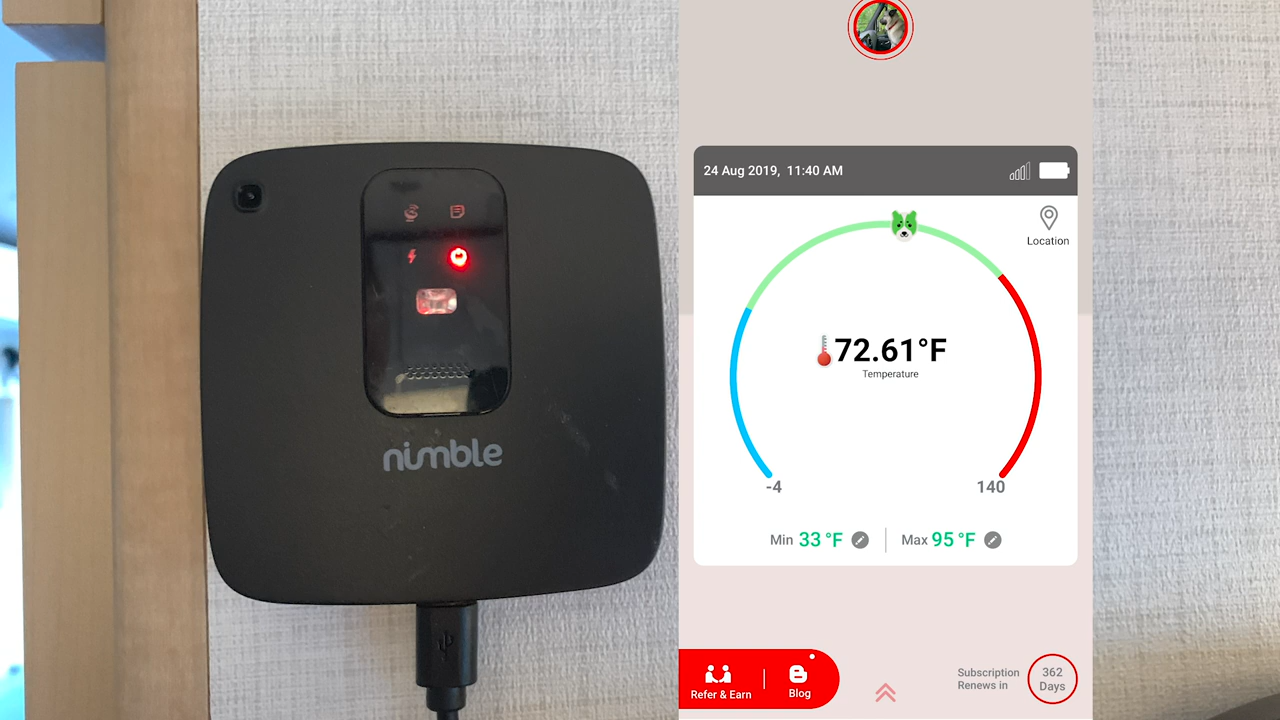 nimble
24 Aug 2019, 11:40 AM
Location
72.61°F
Temperature
-4
140
Min 33 °F
Max 95 °F
Refer & Earn
Blog
Subscription
Renews in
362
Days